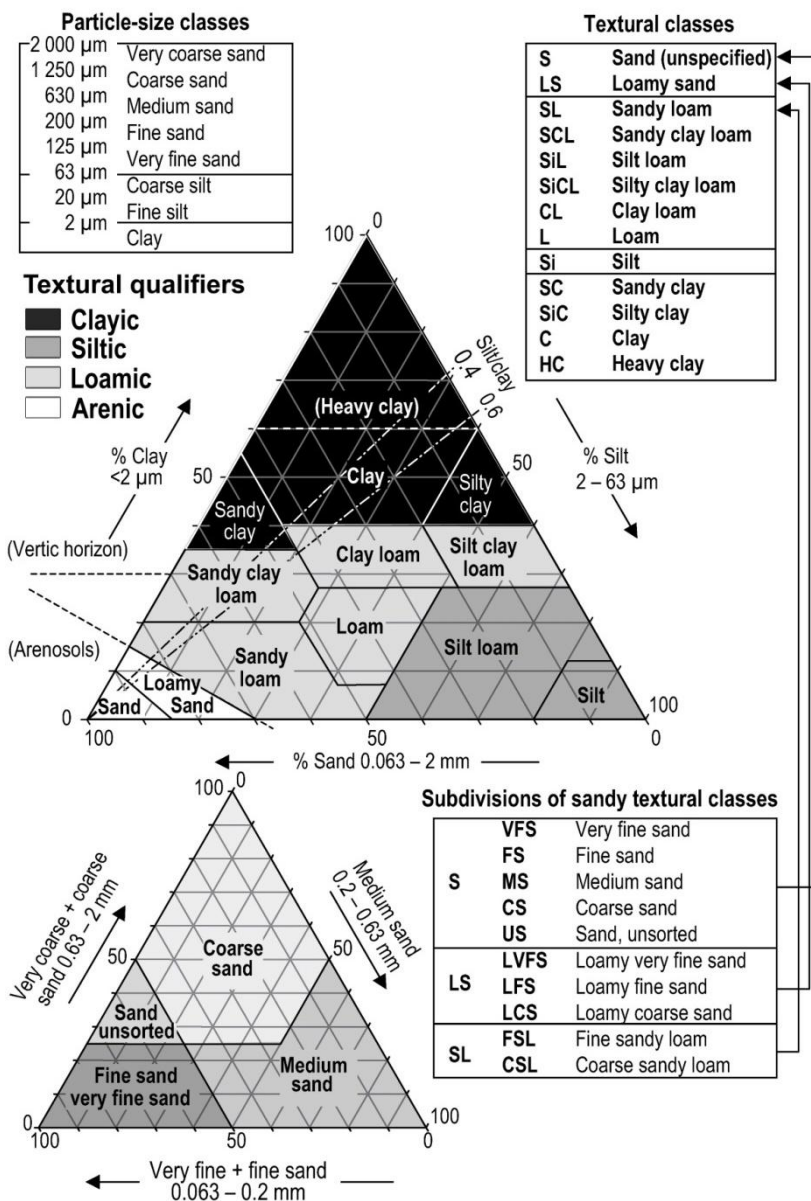 Particle-size classes
2 000 µm
Very coarse sand
1 250 µm
Coarse sand
630 µm
Medium sand
200 µm
Fine sand
125 µm
Very fine sand
63 µm
Coarse silt
20 µm
Fine silt
2 µm
Clay
Textural classes
S Sand (unspecified)
LS Loamy sand
SL Sandy loam
SCL Sandy clay loam
SiL Silt loam
SiCL Silty clay loam
CL Clay loam
L Loam
Si Silt
SC Sandy clay
SiC Silty clay
C Clay
HC Heavy clay
Textural qualifiers
Clayic
Siltic
Loamic
Arenic
100
0
Silt/clay
0.4
0.6
(Heavy clay)
% Clay
<2 µm
50
Clay
50
% Silt
2 – 63 µm
Sandy
clay
Silty
clay
(Vertic horizon)
Clay loam
Silt clay
loam
Sandy clay
loam
Loam
(Arenosols)
Sandy
loam
Silt loam
Loamy
Sand
Sand
Silt
0
100
100
50
0
% Sand 0.063 – 2 mm
100
0
Very coarse + coarse
sand 0.63 – 2 mm
Medium sand
0.2 – 0.63 mm
50
50
Coarse
sand
Sand
unsorted
Fine sand
very fine sand
Medium
sand
0
100
100
50
0
Very fine + fine sand
0.063 – 0.2 mm
Subdivisions of sandy textural classes
S
VFS Very fine sand
FS Fine sand
MS Medium sand
CS Coarse sand
US Sand, unsorted
LS
LVFS Loamy very fine sand
LFS Loamy fine sand
LCS Loamy coarse sand
SL
FSL Fine sandy loam
CSL Coarse sandy loam